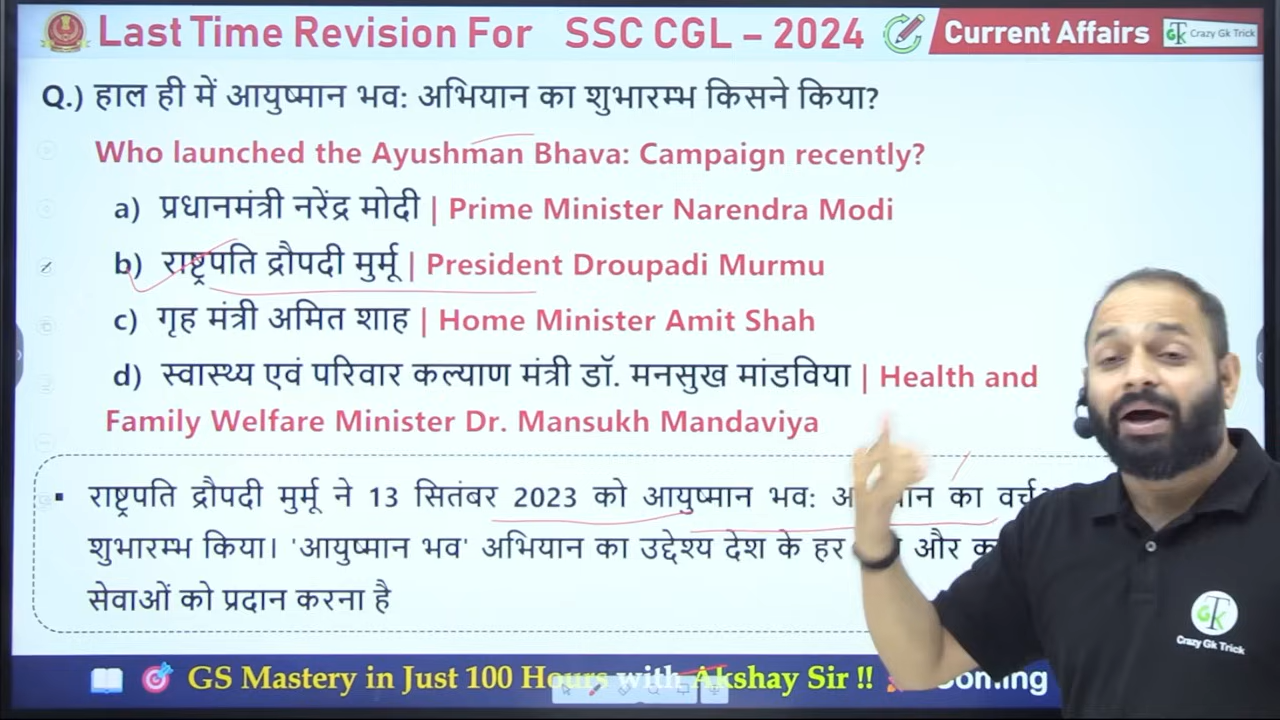 Last Time Revision For SSC CGL – 2024
Current Affairs
GK Crazy Gk Trick
Q.) हाल ही में आयुष्मान भव: अभियान का शुभारम्भ किसने किया?
Who launched the Ayushman Bhava: Campaign recently?
a) प्रधानमंत्री नरेंद्र मोदी | Prime Minister Narendra Modi
b) राष्ट्रपति द्रौपदी मुर्मू | President Droupadi Murmu
c) गृह मंत्री अमित शाह | Home Minister Amit Shah
d) स्वास्थ्य एवं परिवार कल्याण मंत्री डॉ. मनसुख मांडविया | Health and
Family Welfare Minister Dr. Mansukh Mandaviya
▪ राष्ट्रपति द्रौपदी मुर्मू ने 13 सितंबर 2023 को आयुष्मान भव: का
शुभारम्भ किया। 'आयुष्मान भव' अभियान का उद्देश्य देश के हर और
सेवाओं को प्रदान करना है
GS Mastery in Just 100 Hours with Akshay Sir !! Coming
GTK
Crazy Gk Trick